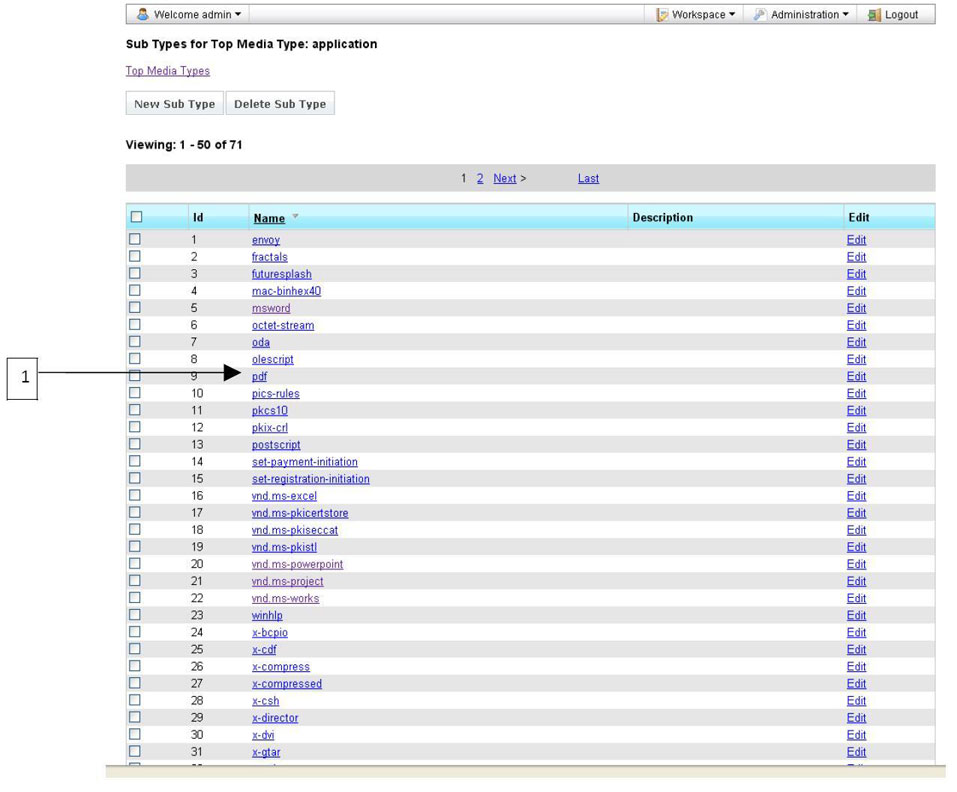 Welcome admin Workspace Administration Logout
Sub Types for Top Media Type: application
Top Media Types
New Sub Type Delete Sub Type
Viewing: 1 - 50 of 71
1 2 Next > Last
Id Name Description Edit
1 envoy Edit
2 fractals Edit
3 futuresplash Edit
4 mac-binhex40 Edit
5 msword Edit
6 octet-stream Edit
7 oda Edit
8 olescript Edit
1
9 pdf Edit
10 pics-rules Edit
11 pkcs10 Edit
12 pkix-crl Edit
13 postscript Edit
14 set-payment-initiation Edit
15 set-registration-initiation Edit
16 vnd.ms-excel Edit
17 vnd.ms-pkicertstore Edit
18 vnd.ms-pkiseccat Edit
19 vnd.ms-pkistl Edit
20 vnd.ms-powerpoint Edit
21 vnd.ms-project Edit
22 vnd.ms-works Edit
23 winhlp Edit
24 x-bcpio Edit
25 x-cdf Edit
26 x-compress Edit
27 x-compressed Edit
28 x-csh Edit
29 x-director Edit
30 x-dvi Edit
31 x-gtar Edit